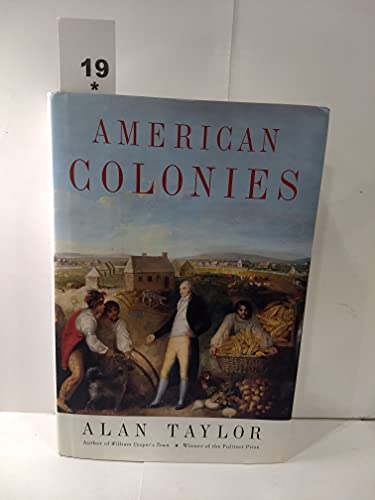 19
*
AMERICAN
COLONIES
ALAN TAYLOR
Author of William Cooper's Town * Winner of the Pulitzer Prize